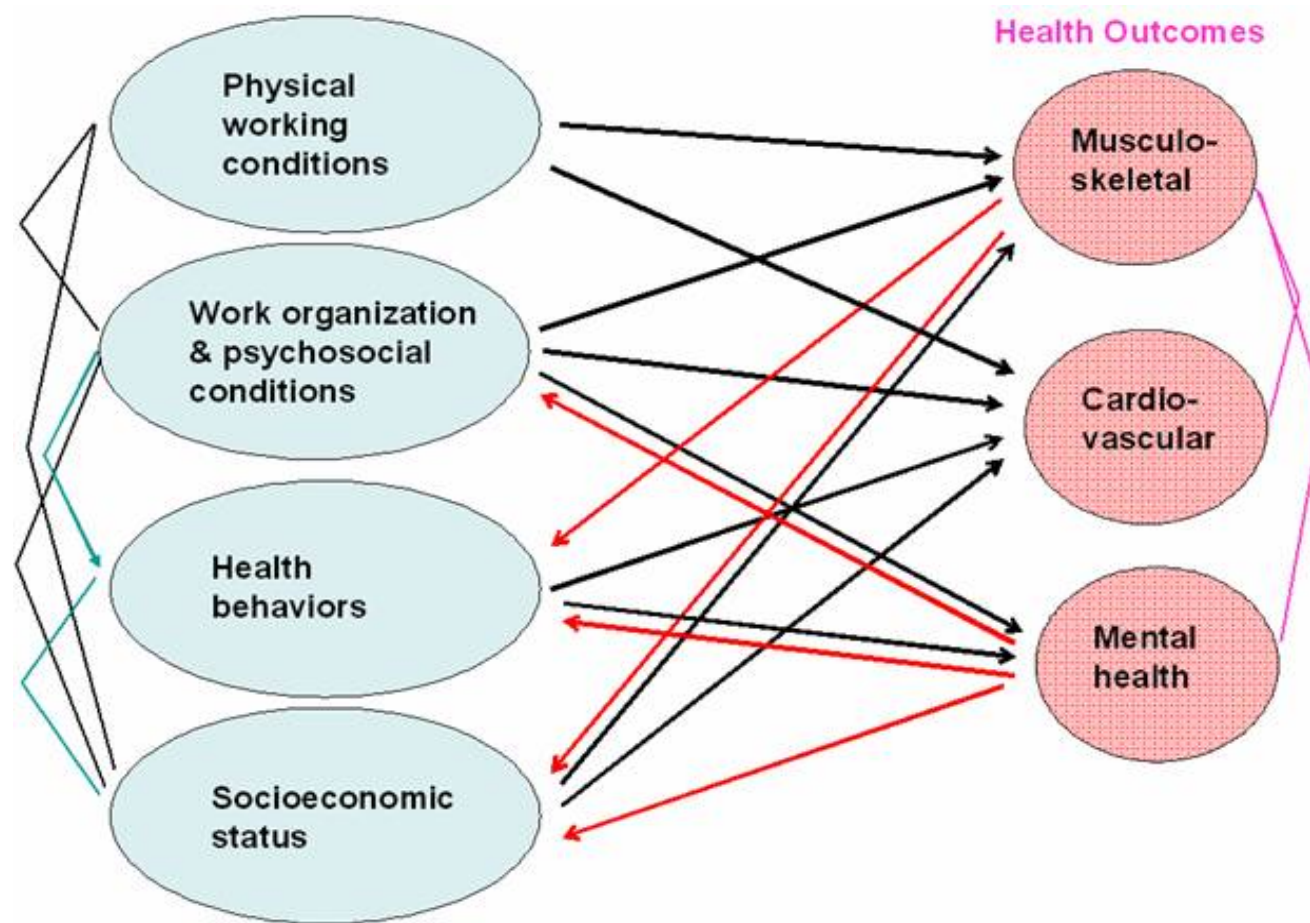 Health Outcomes
Physical
working
conditions
Musculo-
skeletal
Work organization
& psychosocial
conditions
Cardio-
vascular
Health
behaviors
Mental
health
Socioeconomic
status